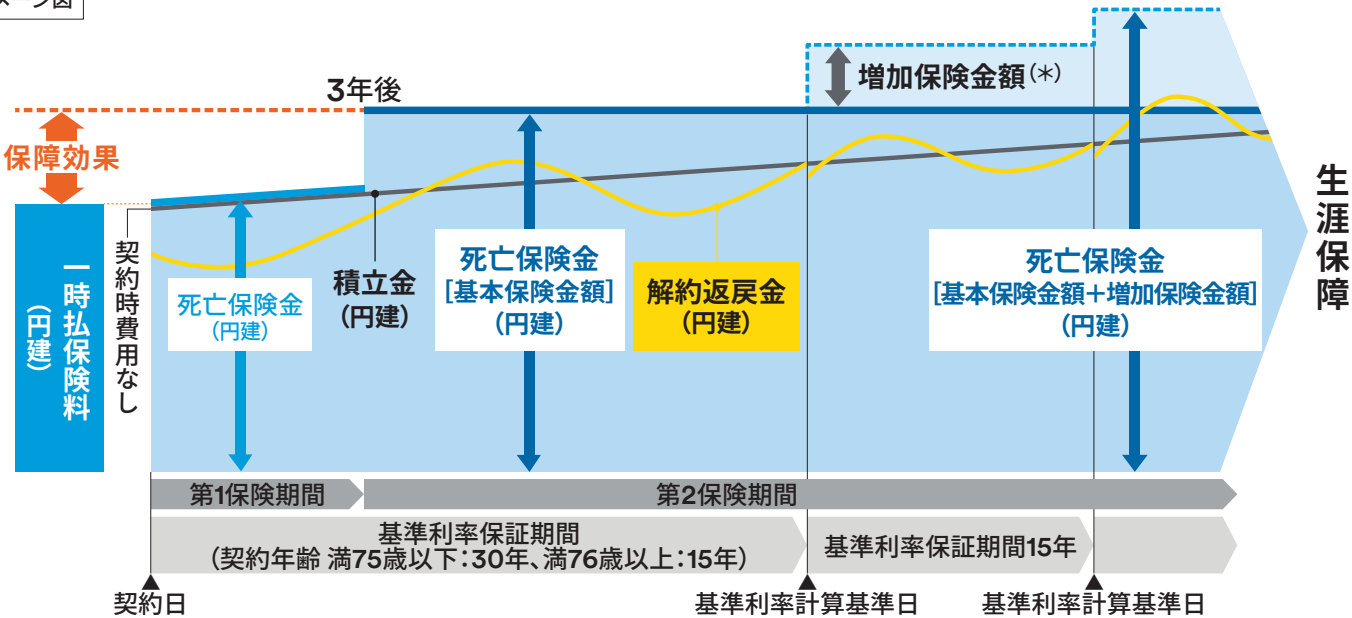 ージ図
3年後
増加保険金額(＊)
保障効果
一時払保険料
(円建)
契約時費用なし
死亡保険金
(円建)
積立金
(円建)
死亡保険金
[基本保険金額]
(円建)
解約返戻金
(円建)
死亡保険金
[基本保険金額＋増加保険金額]
(円建)
生涯保障
第1保険期間
第2保険期間
基準利率保証期間
(契約年齢 満75歳以下：30年、満76歳以上：15年)
基準利率保証期間15年
契約日
基準利率計算基準日
基準利率計算基準日